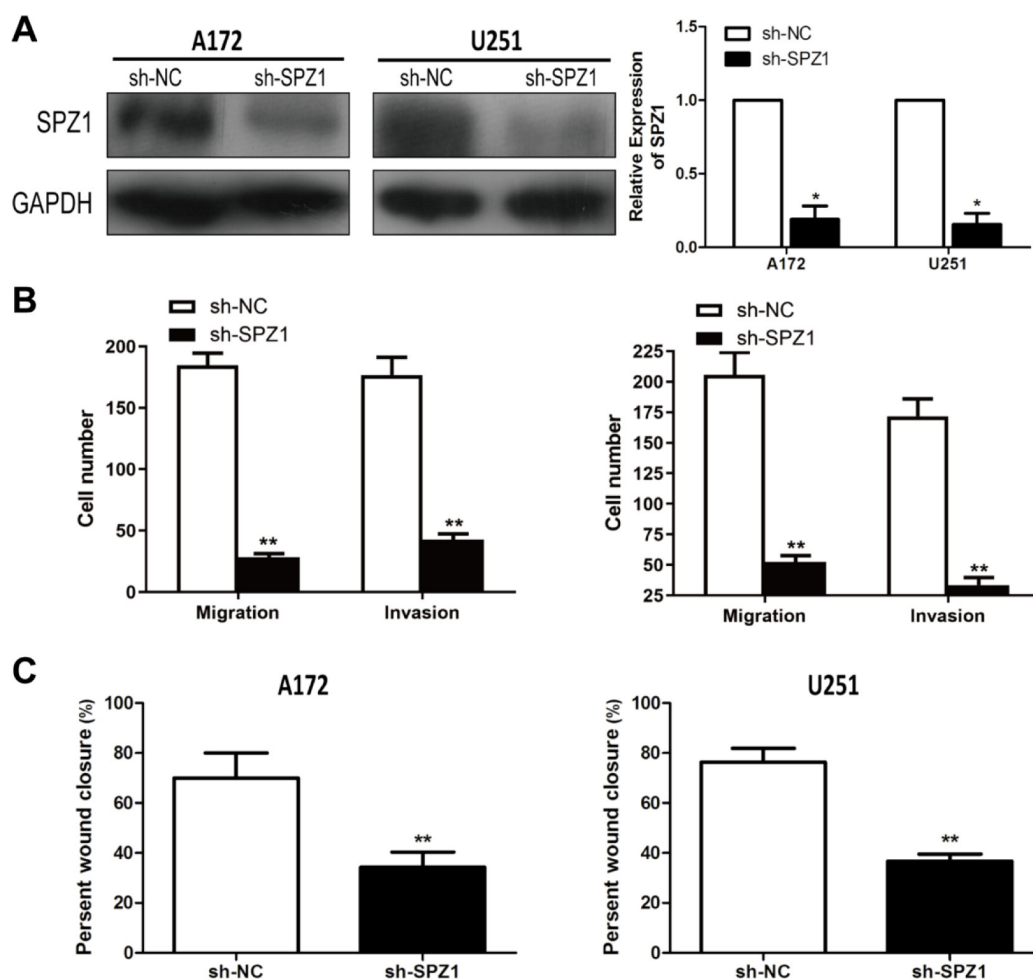 A
A172
U251
sh-NC
sh-SPZ1
sh-NC
sh-SPZ1
SPZ1
GAPDH
sh-NC
sh-SPZ1
Relative Expression
of SPZ1
1.5
1.0
0.5
0.0
*
*
A172
U251
B
sh-NC
sh-SPZ1
Cell number
200
150
100
50
0
**
**
Migration
Invasion
sh-NC
sh-SPZ1
Cell number
225
200
175
150
125
100
75
50
25
**
**
Migration
Invasion
C
A172
Persent wound closure (%)
100
80
60
40
20
0
**
sh-NC
sh-SPZ1
U251
Persent wound closure (%)
100
80
60
40
20
0
**
sh-NC
sh-SPZ1